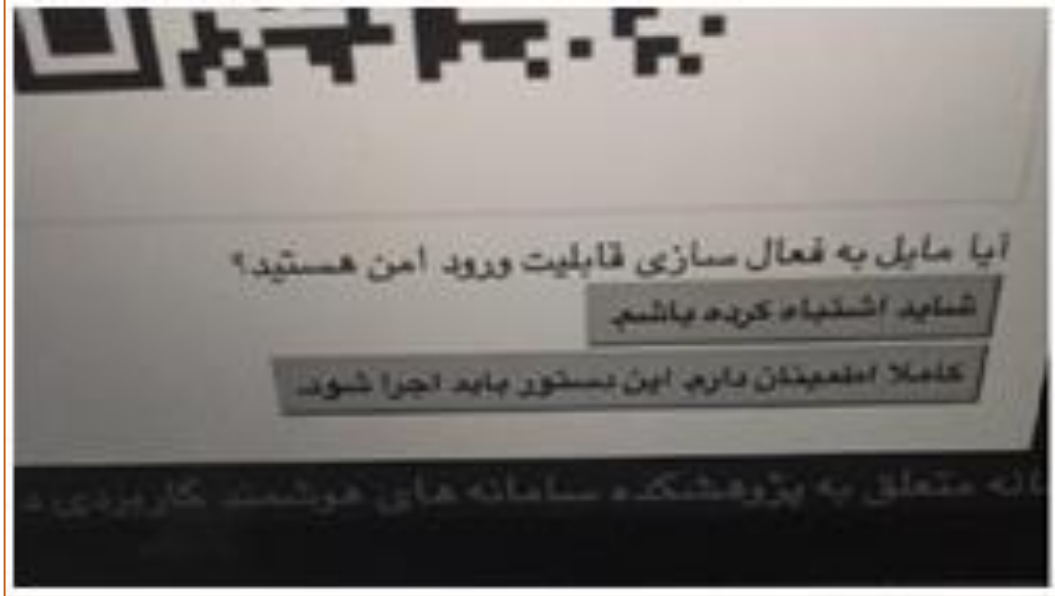 آیا مایل به فعال سازی قابلیت ورود امن هستید؟
شاید اشتباه کرده باشم.
کاملا اطمینان دارم. این دستور باید اجرا شود.
متعلق به پژوهشکده سامانه های هوشمند کاربردی